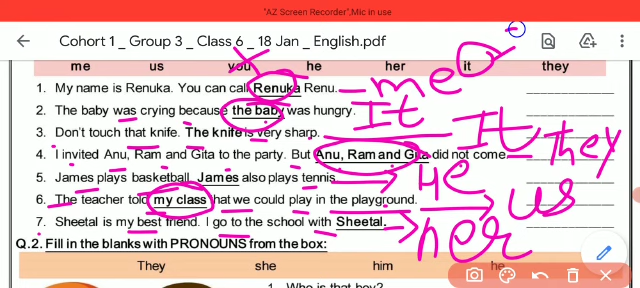 "AZ Screen Recorder",Mic in use
Cohort 1 _ Group 3 _ Class 6 _ 18 Jan _ English.pdf
me us you he her it they
1. My name is Renuka. You can call Renuka Renu. me
2. The baby was crying because the baby was hungry. It
3. Don't touch that knife. The knife is very sharp. It
4. I invited Anu, Ram and Gita to the party. But Anu, Ram and Gita did not come. they
5. James plays basketball. James also plays tennis. He
6. The teacher told my class that we could play in the playground. us
7. Sheetal is my best friend. I go to the school with Sheetal. her
Q.2. Fill in the blanks with PRONOUNS from the box:
They she him he
1. Who is that boy?